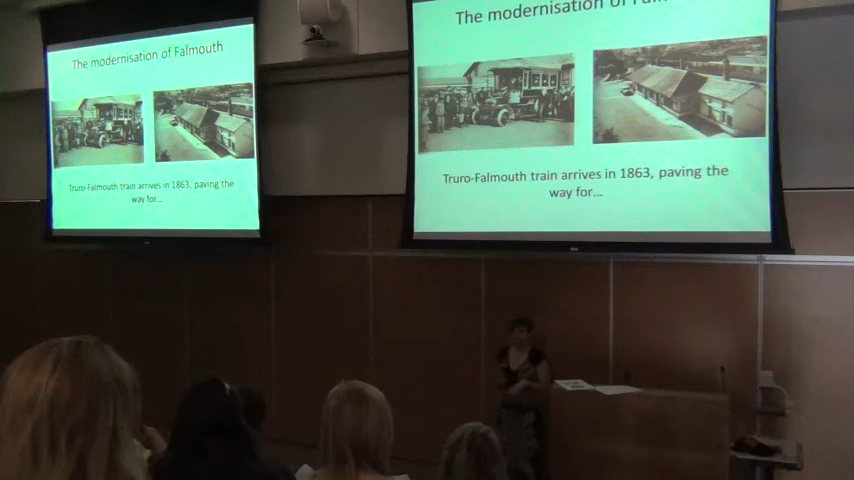 The modernisation of Falmouth
Truro-Falmouth train arrives in 1863, paving the
way for...
The modernisation of
Truro-Falmouth train arrives in 1863, paving the
way for...